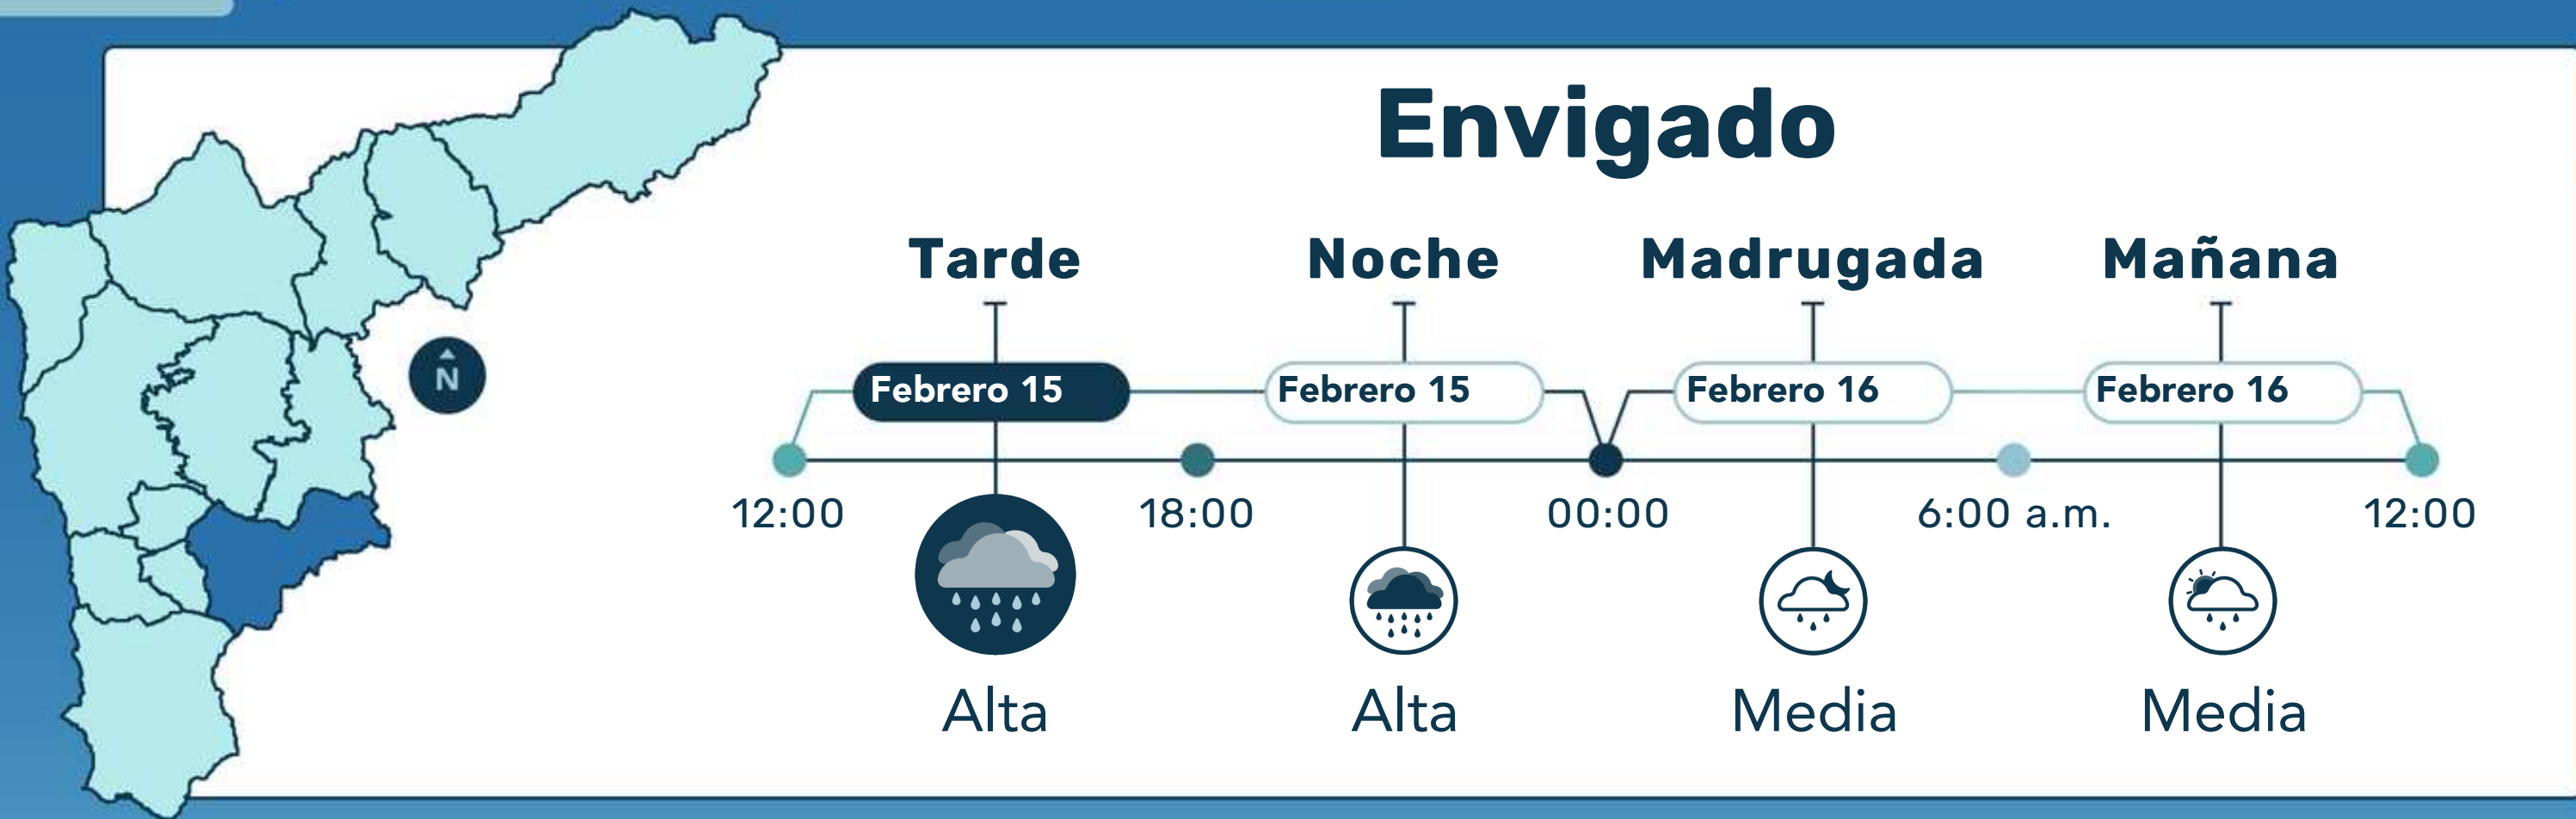 Envigado
Tarde
Noche
Madrugada
Mañana
Febrero 15
Febrero 15
Febrero 16
Febrero 16
N
12:00
18:00
00:00
6:00 a.m.
12:00
Alta
Alta
Media
Media